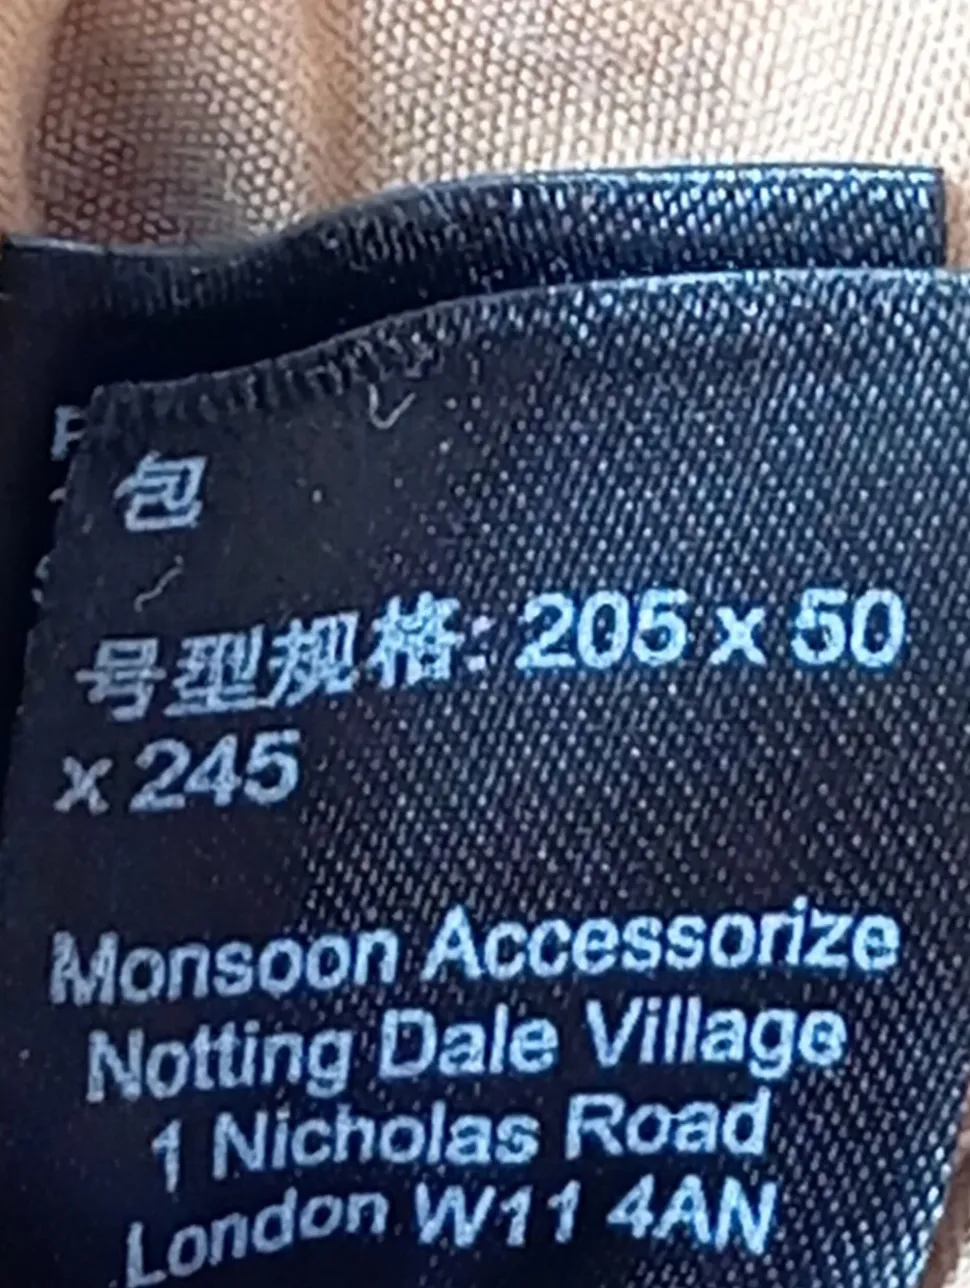 包
号型规格: 205 x 50
x 245
Monsoon Accessorize
Notting Dale Village
1 Nicholas Road
London W11 4AN